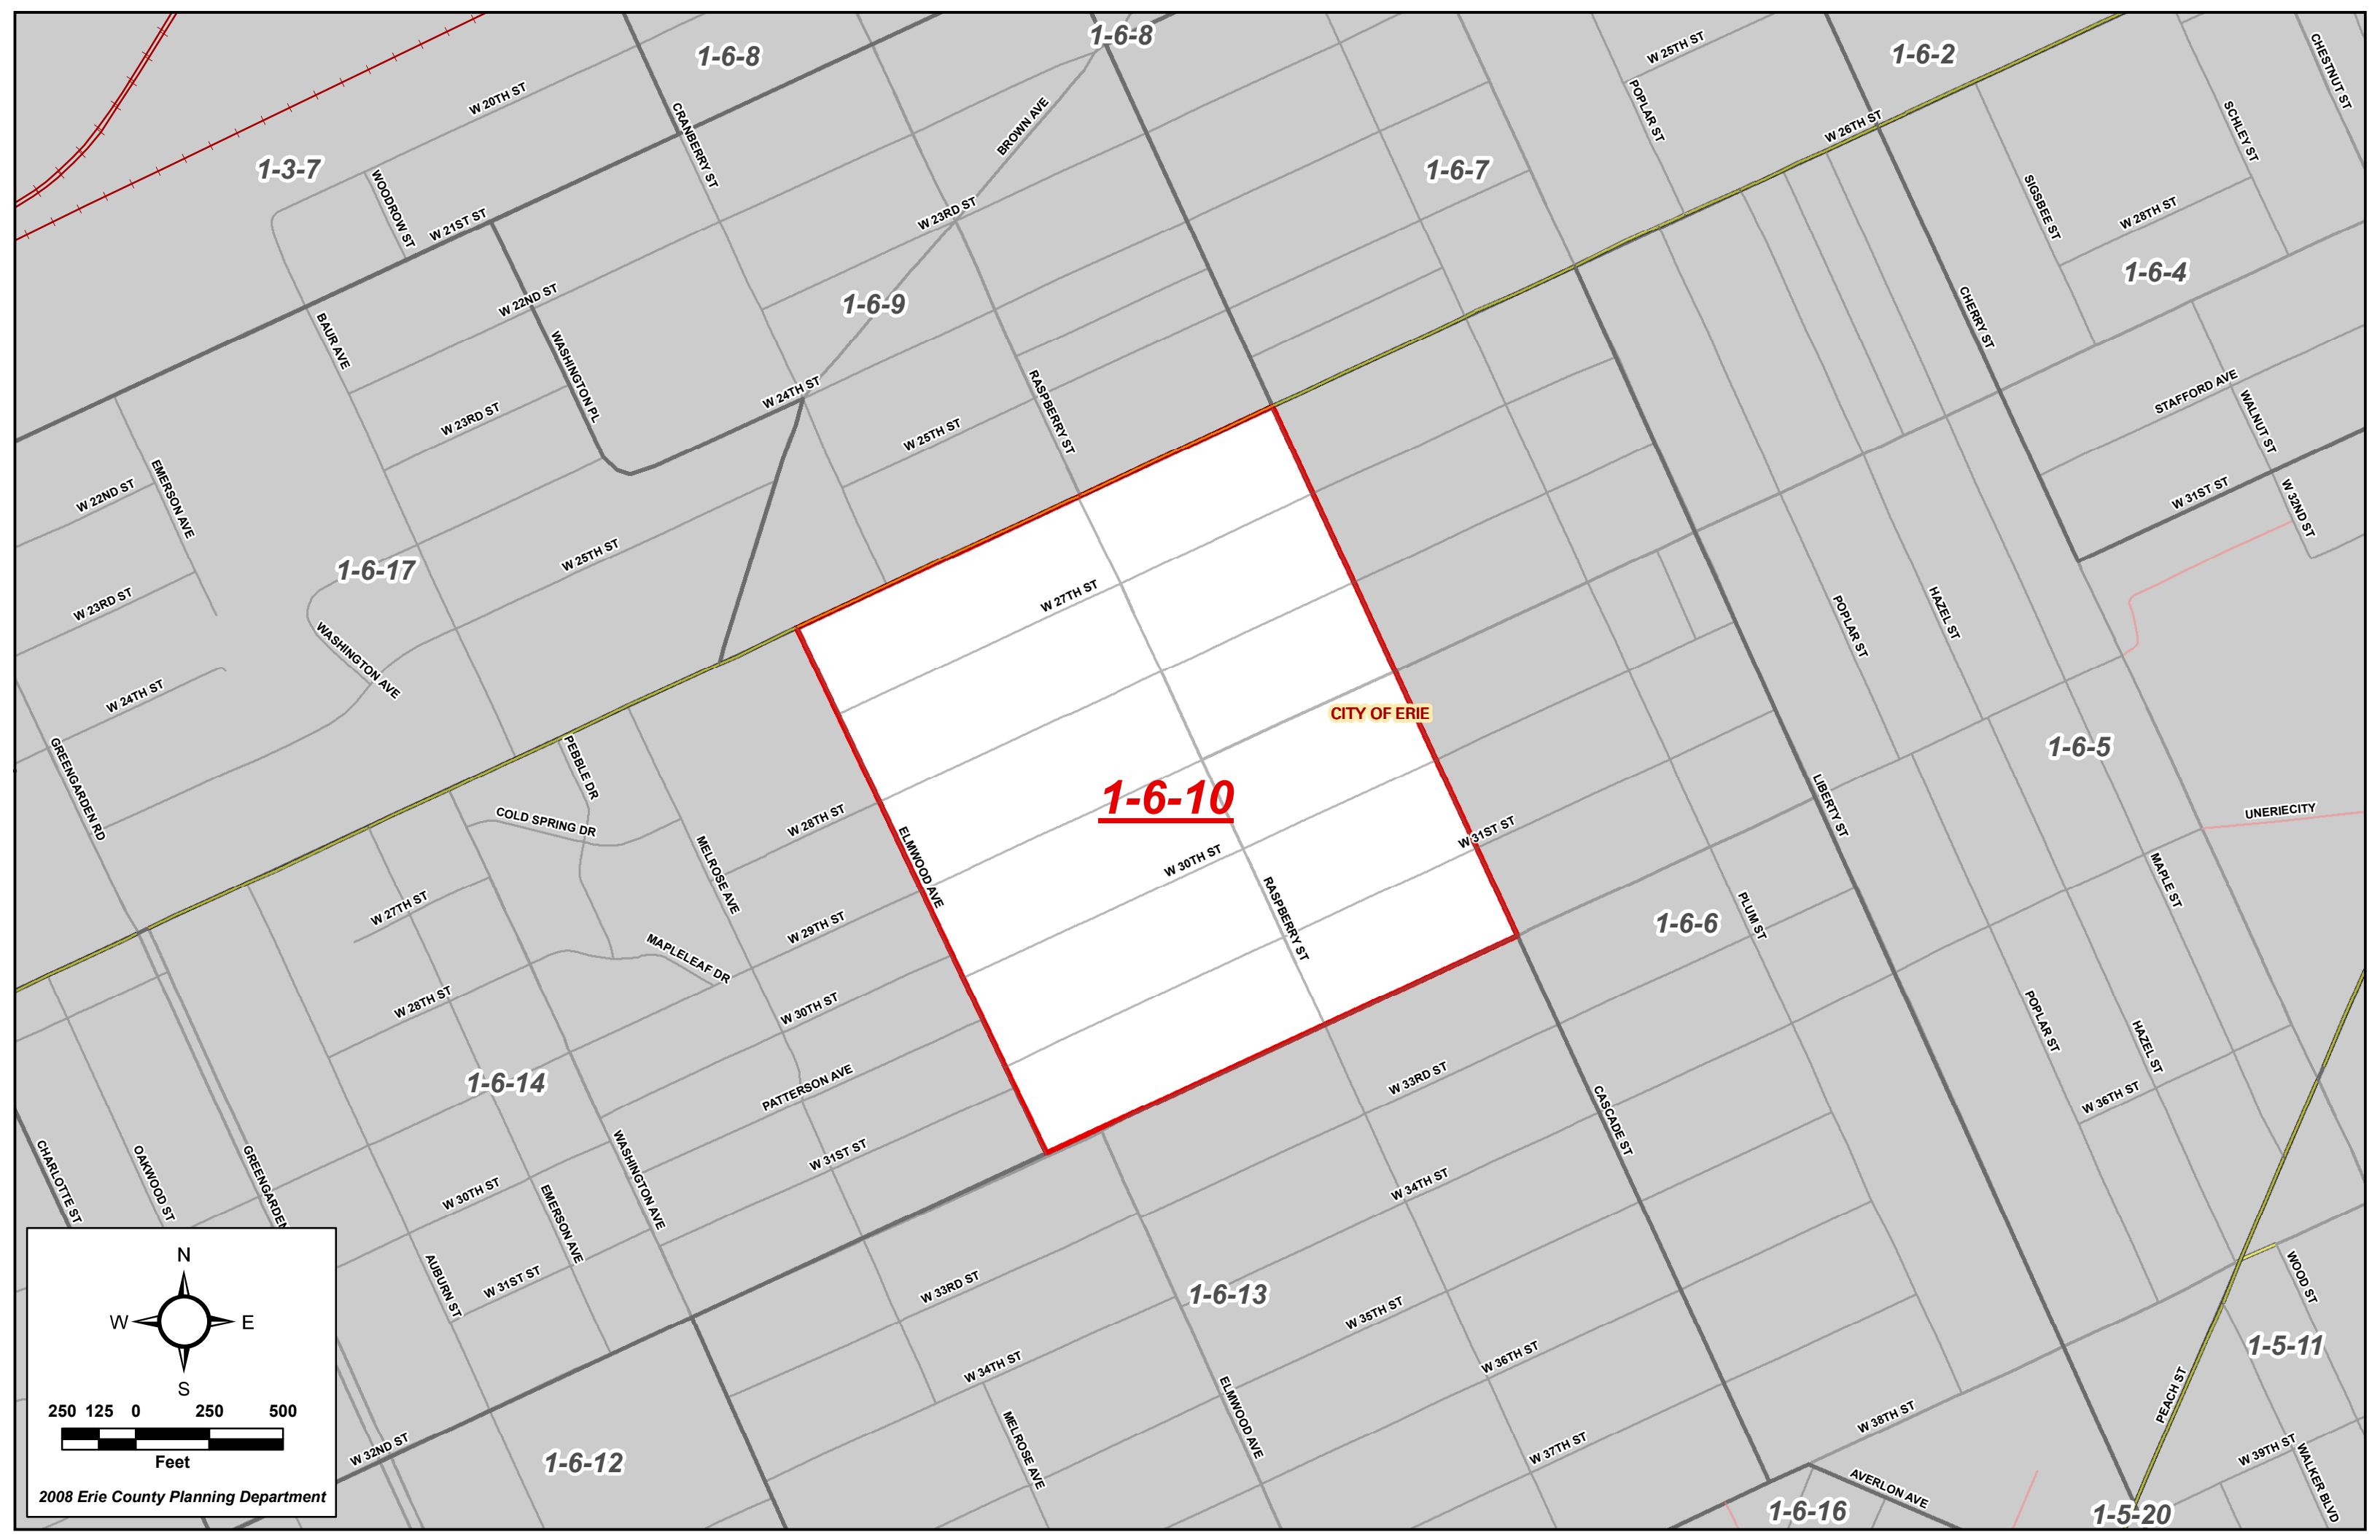 1-6-8
1-6-8
1-6-2
W 25TH ST
CHESTNUT ST
W 20TH ST
POPLAR ST
BROWN AVE
W 26TH ST
SCHLEY ST
CRANBERRY ST
1-3-7
1-6-7
WOODROW ST
W 21ST ST
W 23RD ST
SIGSBEE ST
W 28TH ST
1-6-4
W 22ND ST
1-6-9
CHERRY ST
BAUR AVE
WASHINGTON PL
W 24TH ST
RASPBERRY ST
STAFFORD AVE
WALNUT ST
W 23RD ST
W 25TH ST
EMERSON AVE
W 22ND ST
W 31ST ST
W 32ND ST
W 25TH ST
1-6-17
W 23RD ST
W 27TH ST
POPLAR ST
HAZEL ST
WASHINGTON AVE
W 24TH ST
CITY OF ERIE
1-6-5
GREENGARDEN RD
PEBBLE DR
1-6-10
LIBERTY ST
UNERIECITY
COLD SPRING DR
W 28TH ST
W 31ST ST
ELMWOOD AVE
MELROSE AVE
W 30TH ST
MAPLE ST
W 27TH ST
W 29TH ST
RASPBERRY ST
PLUM ST
1-6-6
MAPLELEAF DR
W 28TH ST
W 30TH ST
POPLAR ST
HAZEL ST
1-6-14
PATTERSON AVE
W 33RD ST
W 36TH ST
CASCADE ST
CHARLOTTE ST
OAKWOOD ST
GREENGARDEN
WASHINGTON AVE
W 31ST ST
W 30TH ST
EMERSON AVE
W 34TH ST
AUBURN ST
W 31ST ST
W 33RD ST
1-6-13
WOOD ST
W 35TH ST
1-5-11
W 34TH ST
W 36TH ST
PEACH ST
ELMWOOD AVE
MELROSE AVE
W 38TH ST
W 32ND ST
1-6-12
W 37TH ST
W 39TH ST
WALKER BLVD
AVERLON AVE
1-6-16
1-5-20
N
W E
S
250 125 0 250 500
Feet
2008 Erie County Planning Department